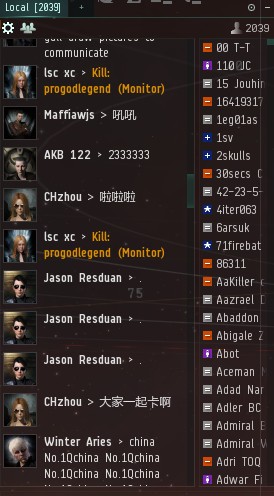 Local [2039]
2039
communicate
lsc xc > Kill:
progodlegend (Monitor)
Maffiawjs > 吼吼
AKB 122 > 2333333
CHzhou > 啦啦啦
lsc xc > Kill:
progodlegend (Monitor)
Jason Resduan > .
75
Jason Resduan > .
Jason Resduan > .
CHzhou > 大家一起卡啊
Winter Aries > china
No.1Qchina No.1Qchina
No.1Qchina No.1Qchina
00 T-T
15 Jouhir
16419317
1eg01as
1sv
2skulls
30secs
42-23-5-
4iter063
6arsuk
71firebat
86311
AaKiller
Aazrael
Abaddon
Abigale Z
Abot
Aceman
Adad Nar
Adler BC
Admiral
Admiral
Adri TOQ
Adwar Fi